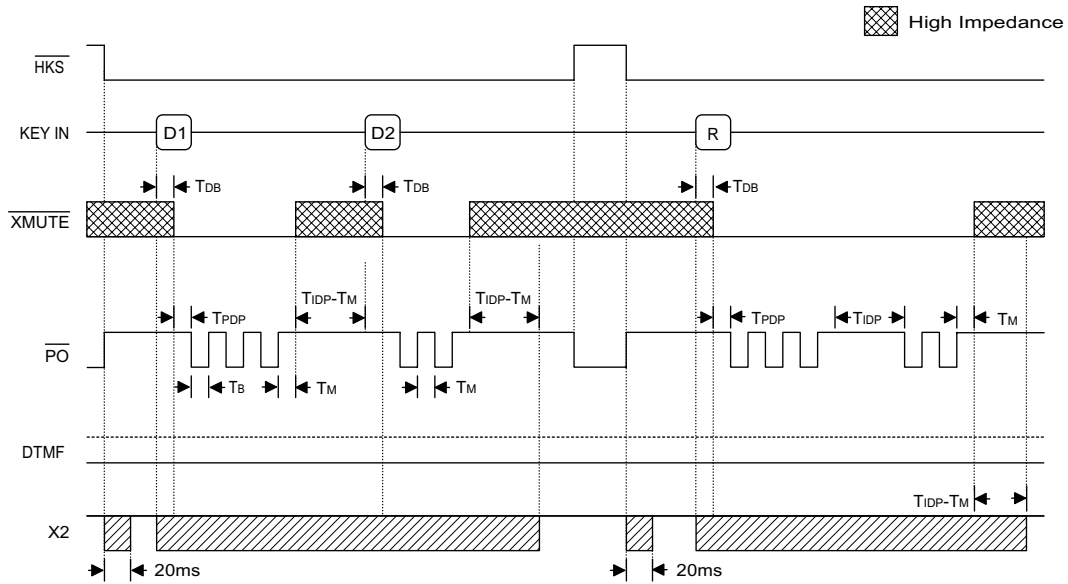 High Impedance
HKS
KEY IN
D1
D2
R
TDB
TDB
TDB
XMUTE
TPDP
TIDP-TM
TIDP-TM
TPDP
TIDP
TM
PO
TB
TM
TM
DTMF
TIDP-TM
X2
20ms
20ms